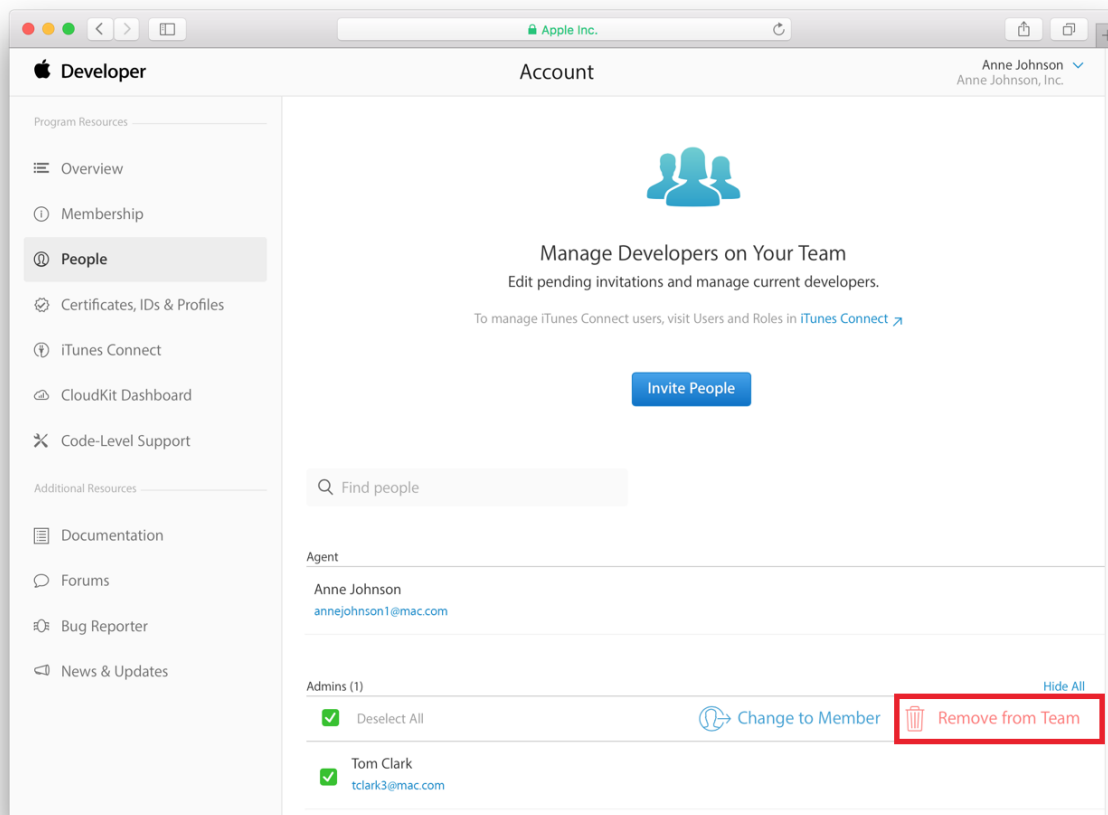 Apple Inc.
Developer
Account
Anne Johnson
Anne Johnson, Inc.
Program Resources
Overview
Membership
People
Certificates, IDs & Profiles
iTunes Connect
CloudKit Dashboard
Code-Level Support
Additional Resources
Documentation
Forums
Bug Reporter
News & Updates
Manage Developers on Your Team
Edit pending invitations and manage current developers.
To manage iTunes Connect users, visit Users and Roles in iTunes Connect
Invite People
Find people
Agent
Anne Johnson
annejohnson1@mac.com
Admins (1)
Hide All
Deselect All
Change to Member
Remove from Team
Tom Clark
tclark3@mac.com